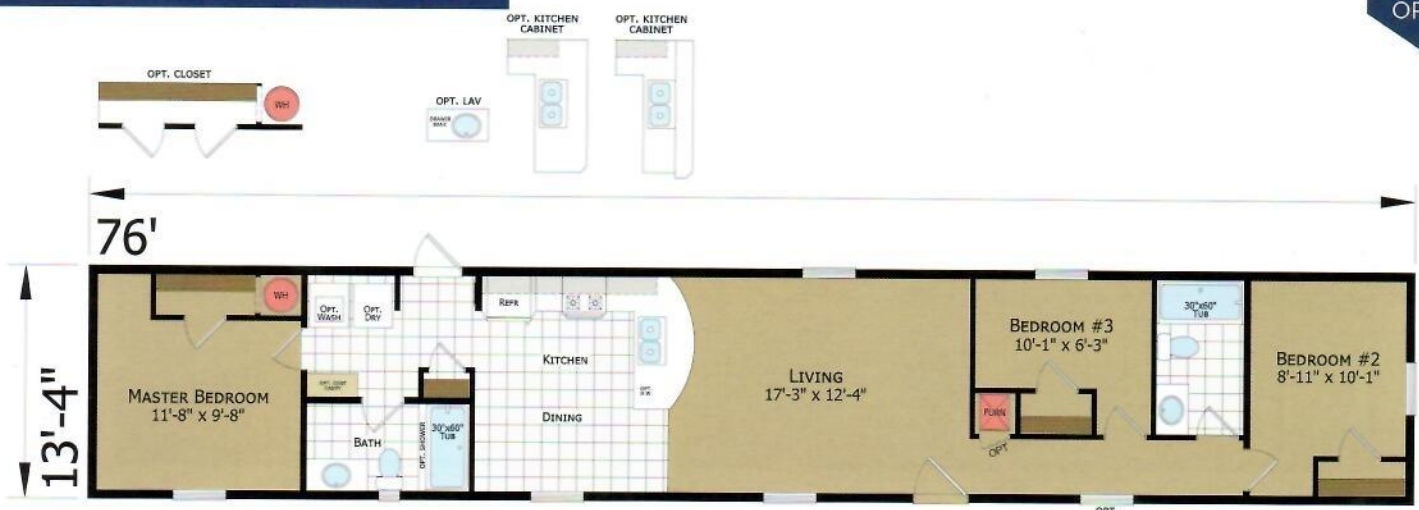 OPT. KITCHEN
CABINET
OPT. KITCHEN
CABINET
OPT. CLOSET
WH
OPT. LAV
DRAWER
BANK
76'
13'-4"
WH
OPT.
WASH
OPT.
DRY
REFR
KITCHEN
DINING
OPT
D.W.
MASTER BEDROOM
11'-8" x 9'-8"
BATH
OPT. SHOWER
30"x60"
TUB
LIVING
17'-3" x 12'-4"
BEDROOM #3
10'-1" x 6'-3"
FURN
OPT
30"x60"
TUB
BEDROOM #2
8'-11" x 10'-1"
OPT